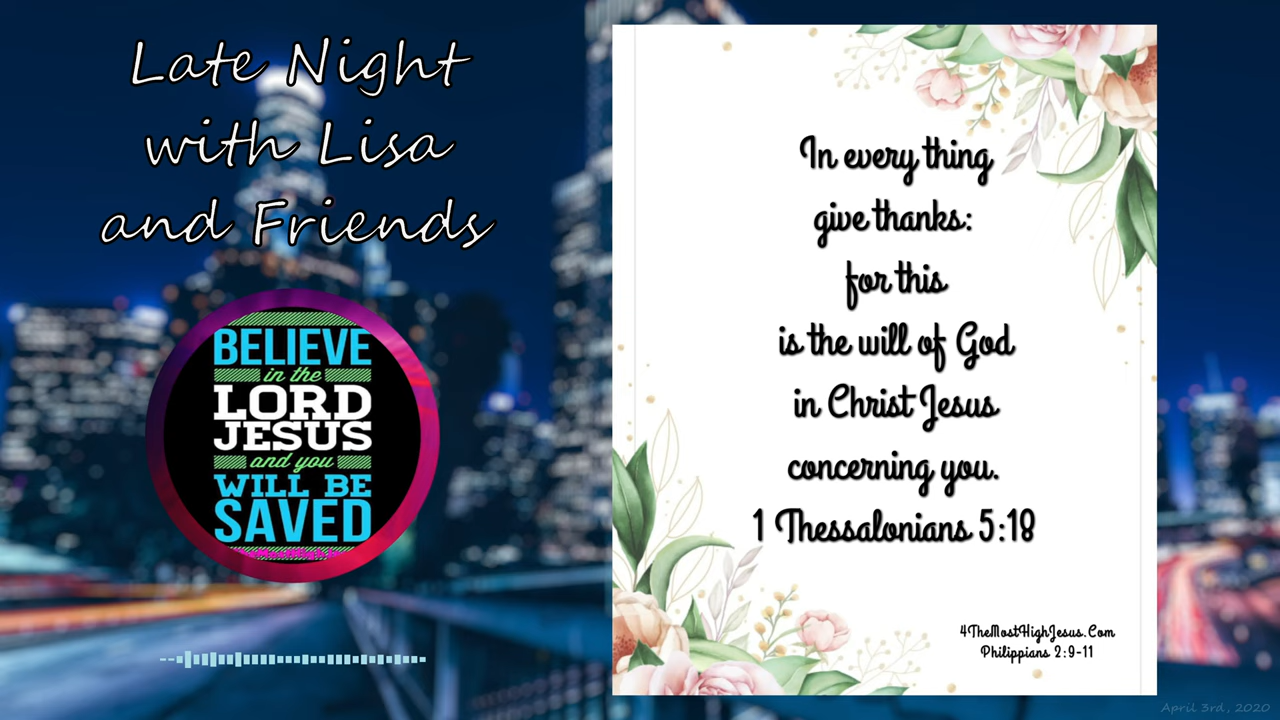 Late Night
with Lisa
and Friends
BELIEVE
in the
LORD
JESUS
and you
WILL BE
SAVED
In every thing
give thanks:
for this
is the will of God
in Christ Jesus
concerning you.
1 Thessalonians 5:18
4TheMostHighJesus.Com
Philippians 2:9-11
April 3rd, 2020